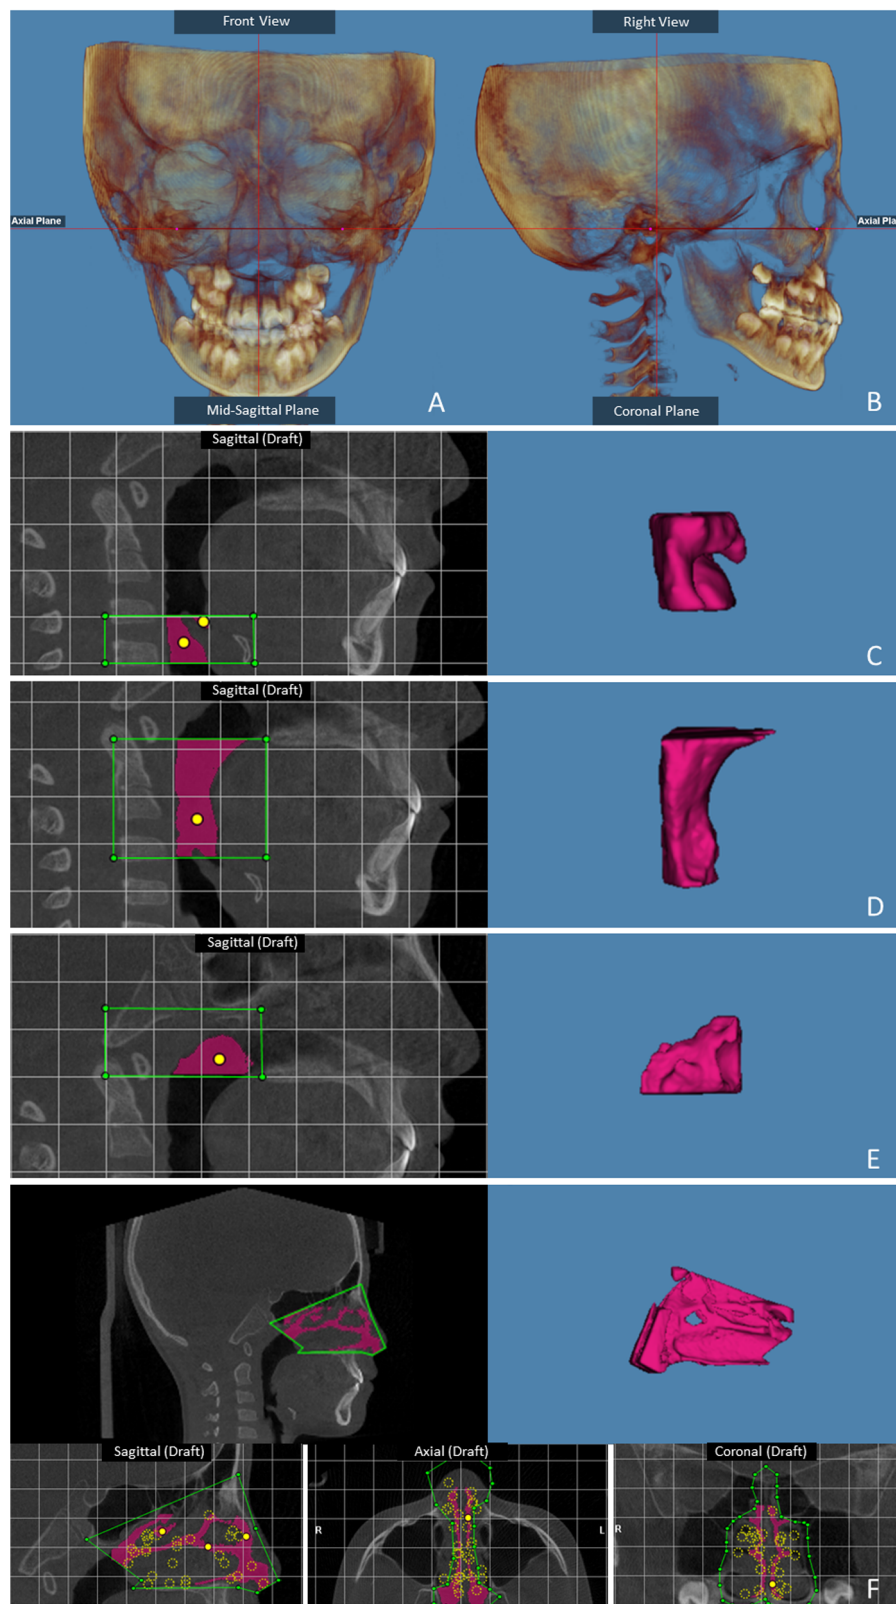 Front View
Right View
Axial Plane
Axial Pla
Mid-Sagittal Plane
A
Coronal Plane
B
Sagittal (Draft)
C
Sagittal (Draft)
D
Sagittal (Draft)
E
Sagittal (Draft)
Axial (Draft)
Coronal (Draft)
R
L
R
F